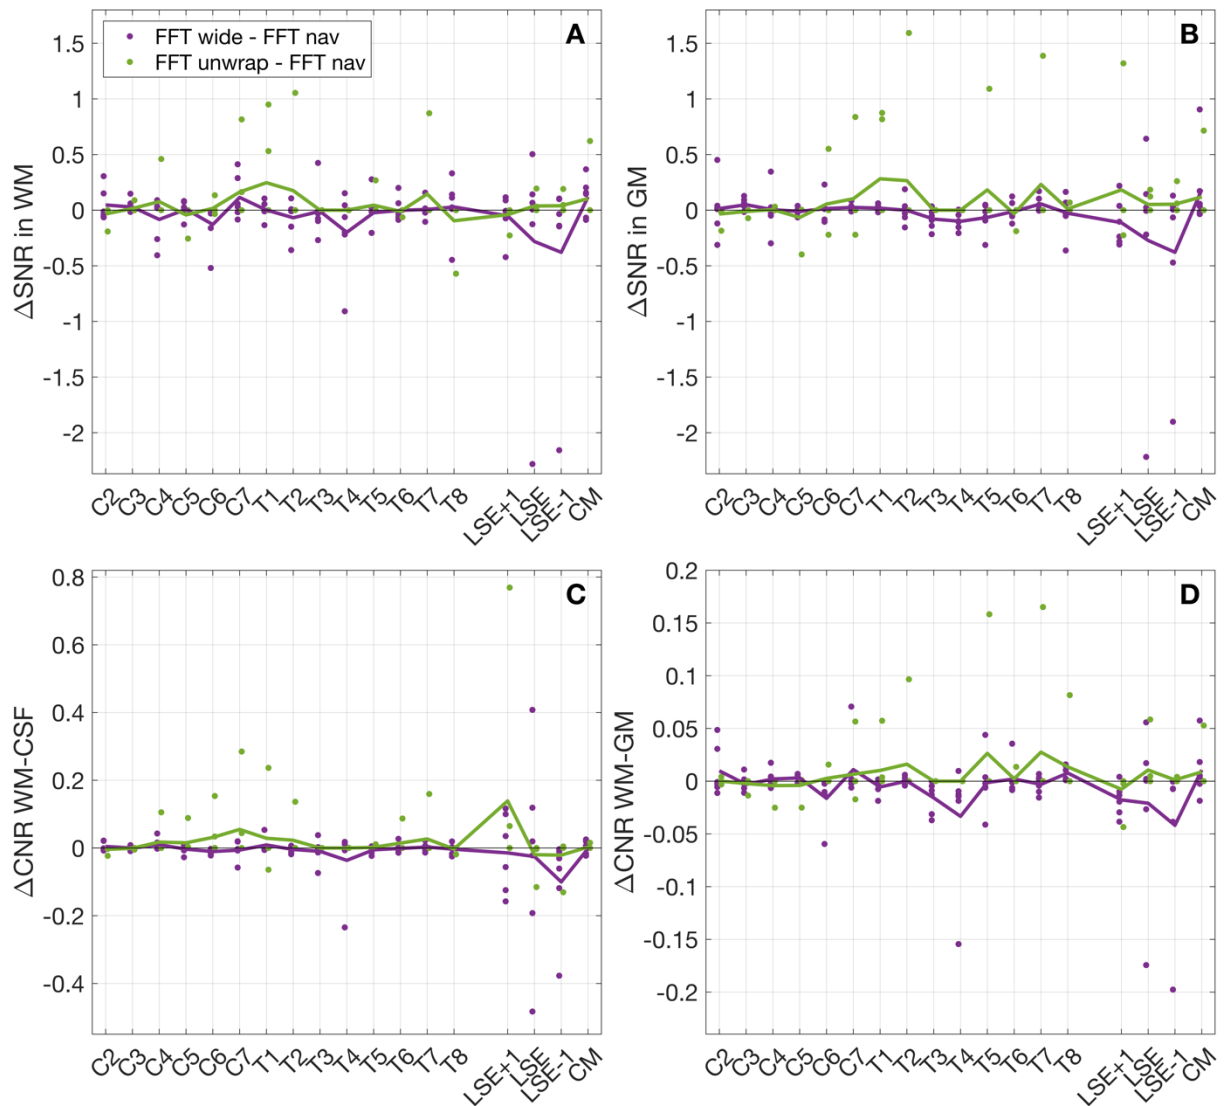 A
FFT wide - FFT nav
FFT unwrap - FFT nav
ΔSNR in WM
1.5
1
0.5
0
-0.5
-1
-1.5
-2
C2 C3 C4 C5 C6 C7 T1 T2 T3 T4 T5 T6 T7 T8 LSE+1 LSE LSE-1 CM
B
ΔSNR in GM
1.5
1
0.5
0
-0.5
-1
-1.5
-2
C2 C3 C4 C5 C6 C7 T1 T2 T3 T4 T5 T6 T7 T8 LSE+1 LSE LSE-1 CM
C
ΔCNR WM-CSF
0.8
0.6
0.4
0.2
0
-0.2
-0.4
C2 C3 C4 C5 C6 C7 T1 T2 T3 T4 T5 T6 T7 T8 LSE+1 LSE LSE-1 CM
D
ΔCNR WM-GM
0.2
0.15
0.1
0.05
0
-0.05
-0.1
-0.15
-0.2
C2 C3 C4 C5 C6 C7 T1 T2 T3 T4 T5 T6 T7 T8 LSE+1 LSE LSE-1 CM